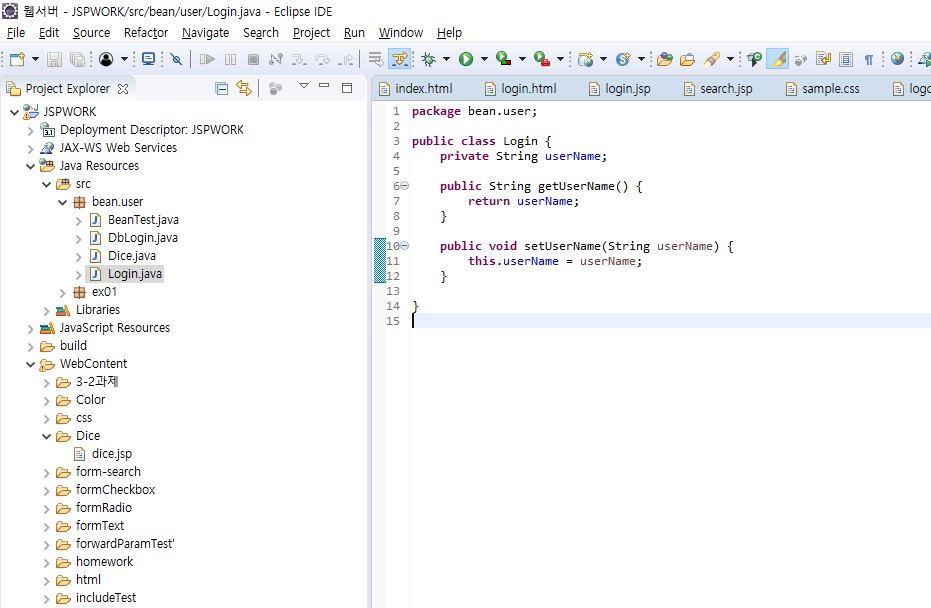 웹서버 - JSPWORK/src/bean/user/Login.java - Eclipse IDE
File Edit Source Refactor Navigate Search Project Run Window Help
Project Explorer
JSPWORK
Deployment Descriptor: JSPWORK
JAX-WS Web Services
Java Resources
src
bean.user
BeanTest.java
DbLogin.java
Dice.java
Login.java
ex01
Libraries
JavaScript Resources
build
WebContent
3-2과제
Color
css
Dice
dice.jsp
form-search
formCheckbox
formRadio
formText
forwardParamTest'
homework
html
includeTest
index.html login.html login.jsp search.jsp sample.css logo
1 package bean.user;
2
3 public class Login {
4 private String userName;
5
6 public String getUserName() {
7 return userName;
8 }
9
10 public void setUserName(String userName) {
11 this.userName = userName;
12 }
13
14 }
15